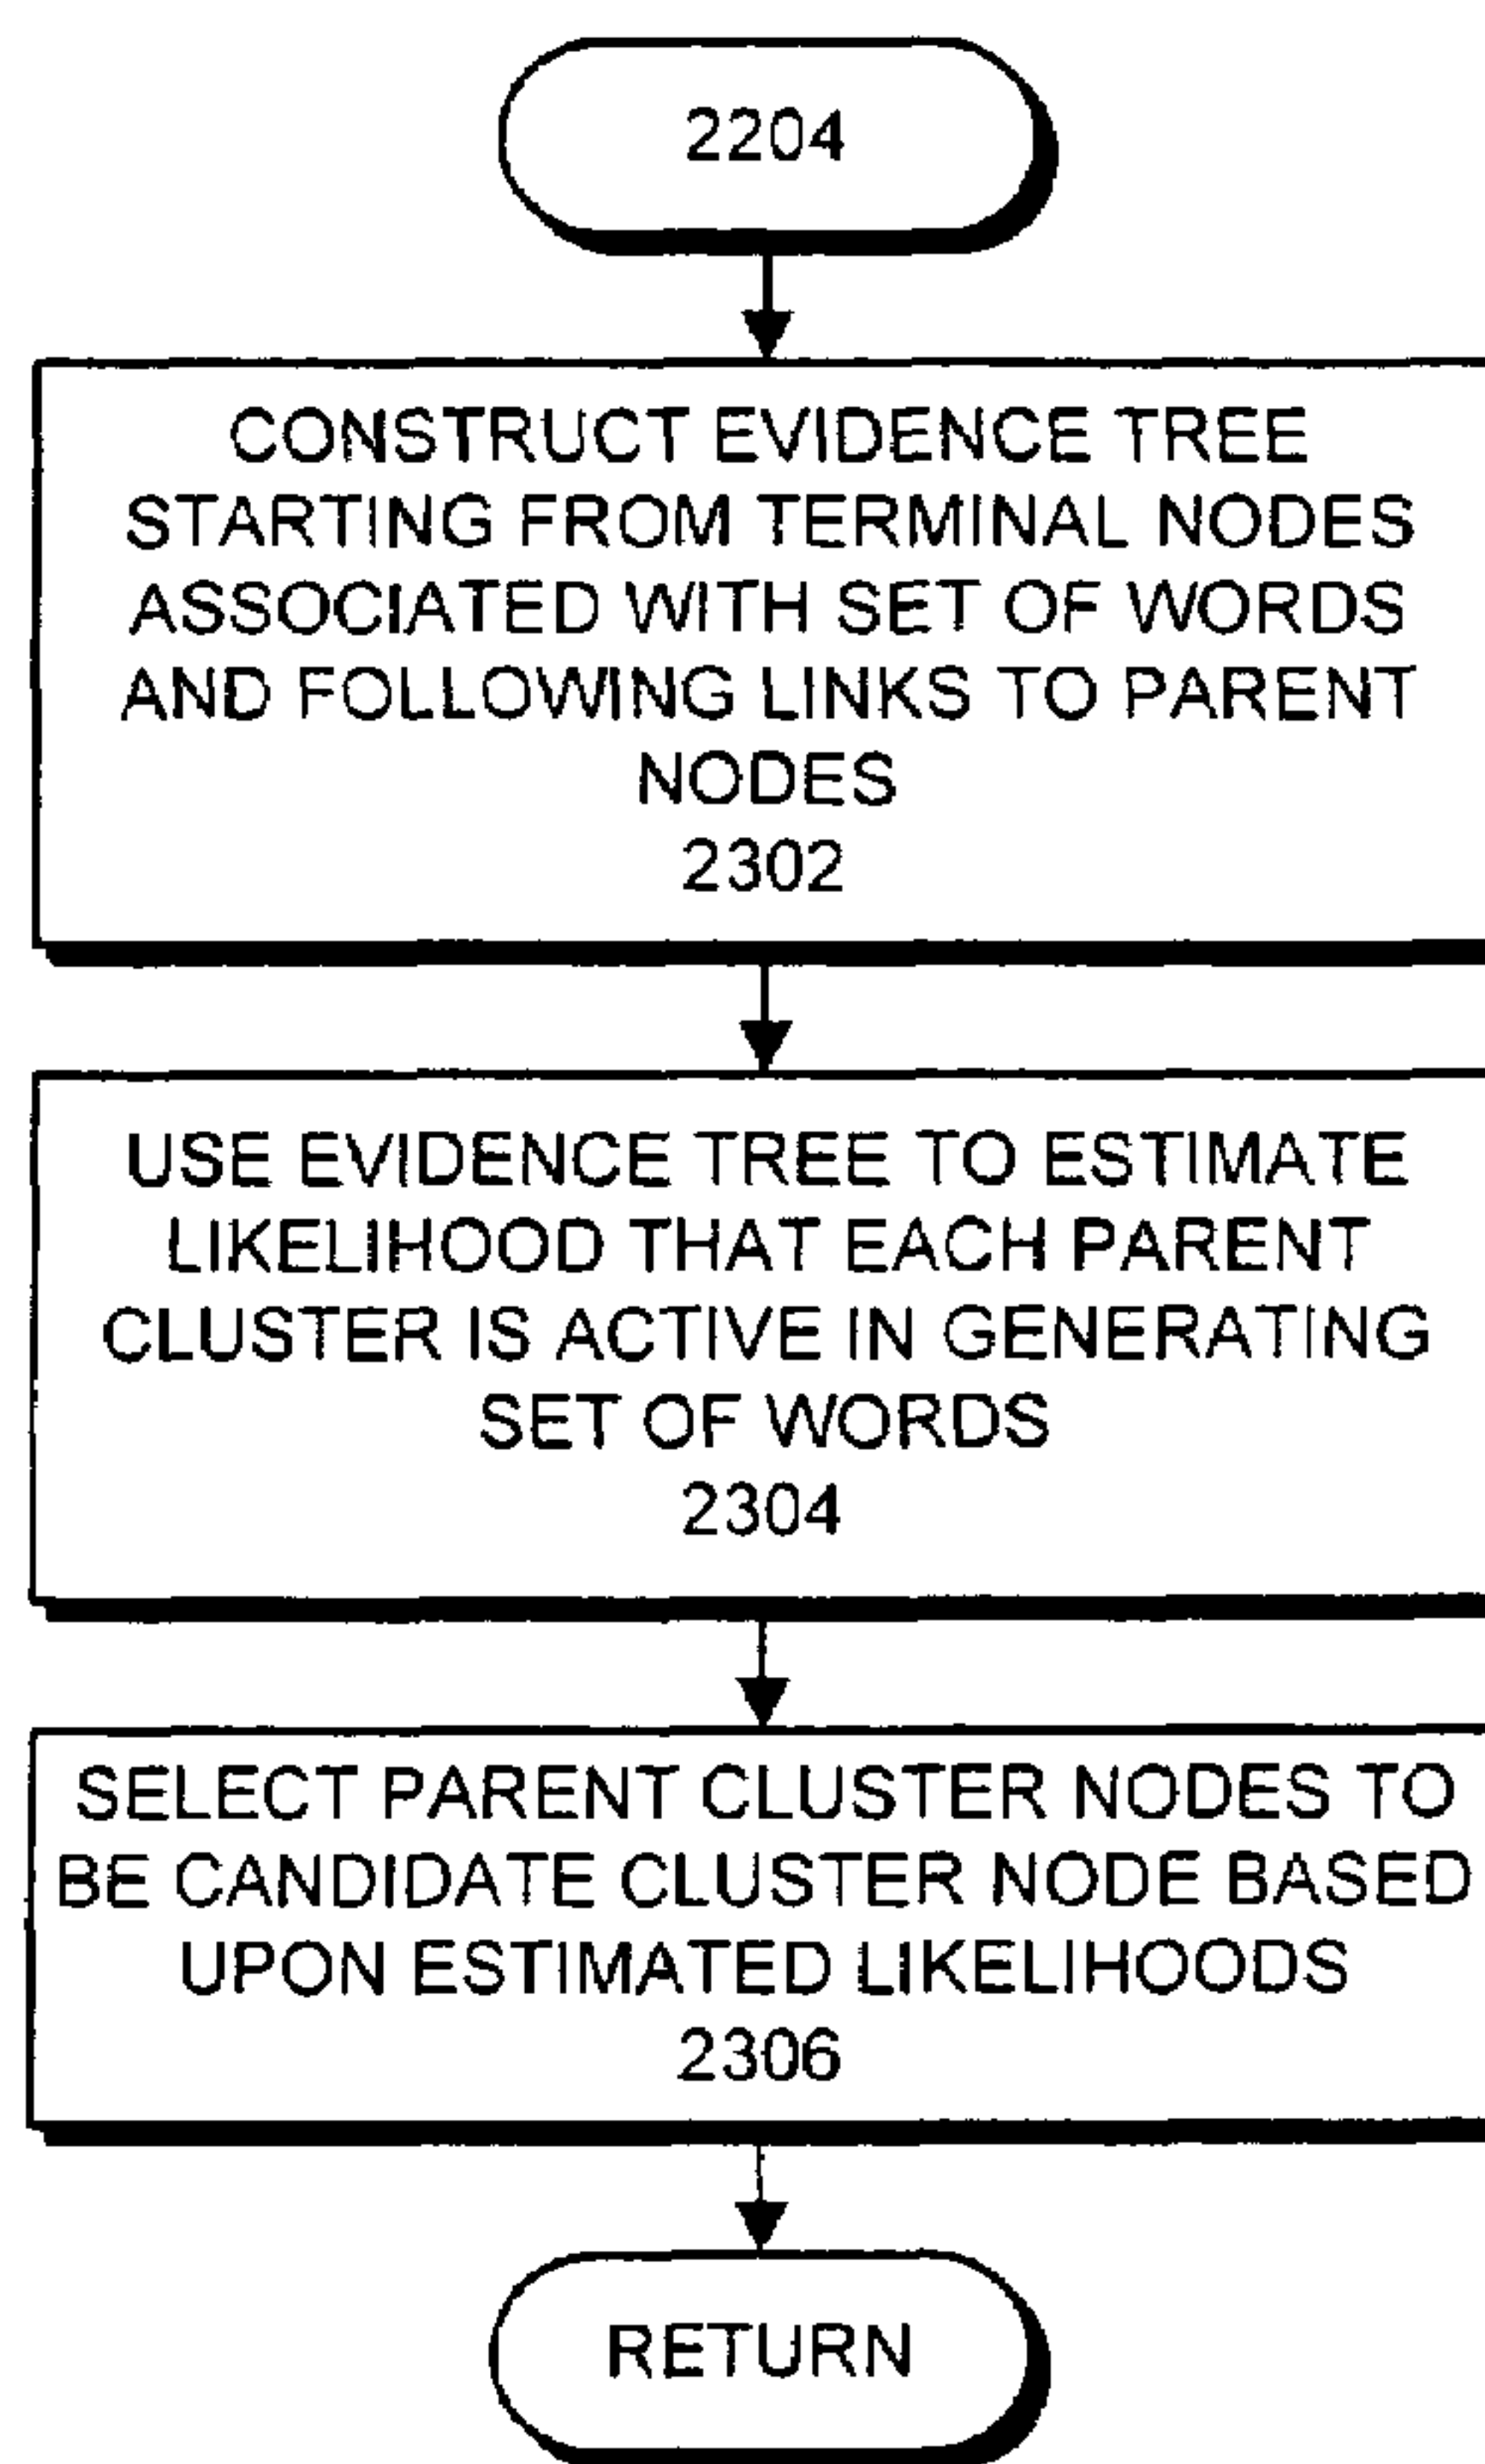 2204
CONSTRUCT EVIDENCE TREE
STARTING FROM TERMINAL NODES
ASSOCIATED WITH SET OF WORDS
AND FOLLOWING LINKS TO PARENT
NODES
2302
USE EVIDENCE TREE TO ESTIMATE
LIKELIHOOD THAT EACH PARENT
CLUSTER IS ACTIVE IN GENERATING
SET OF WORDS
2304
SELECT PARENT CLUSTER NODES TO
BE CANDIDATE CLUSTER NODE BASED
UPON ESTIMATED LIKELIHOODS
2306
RETURN